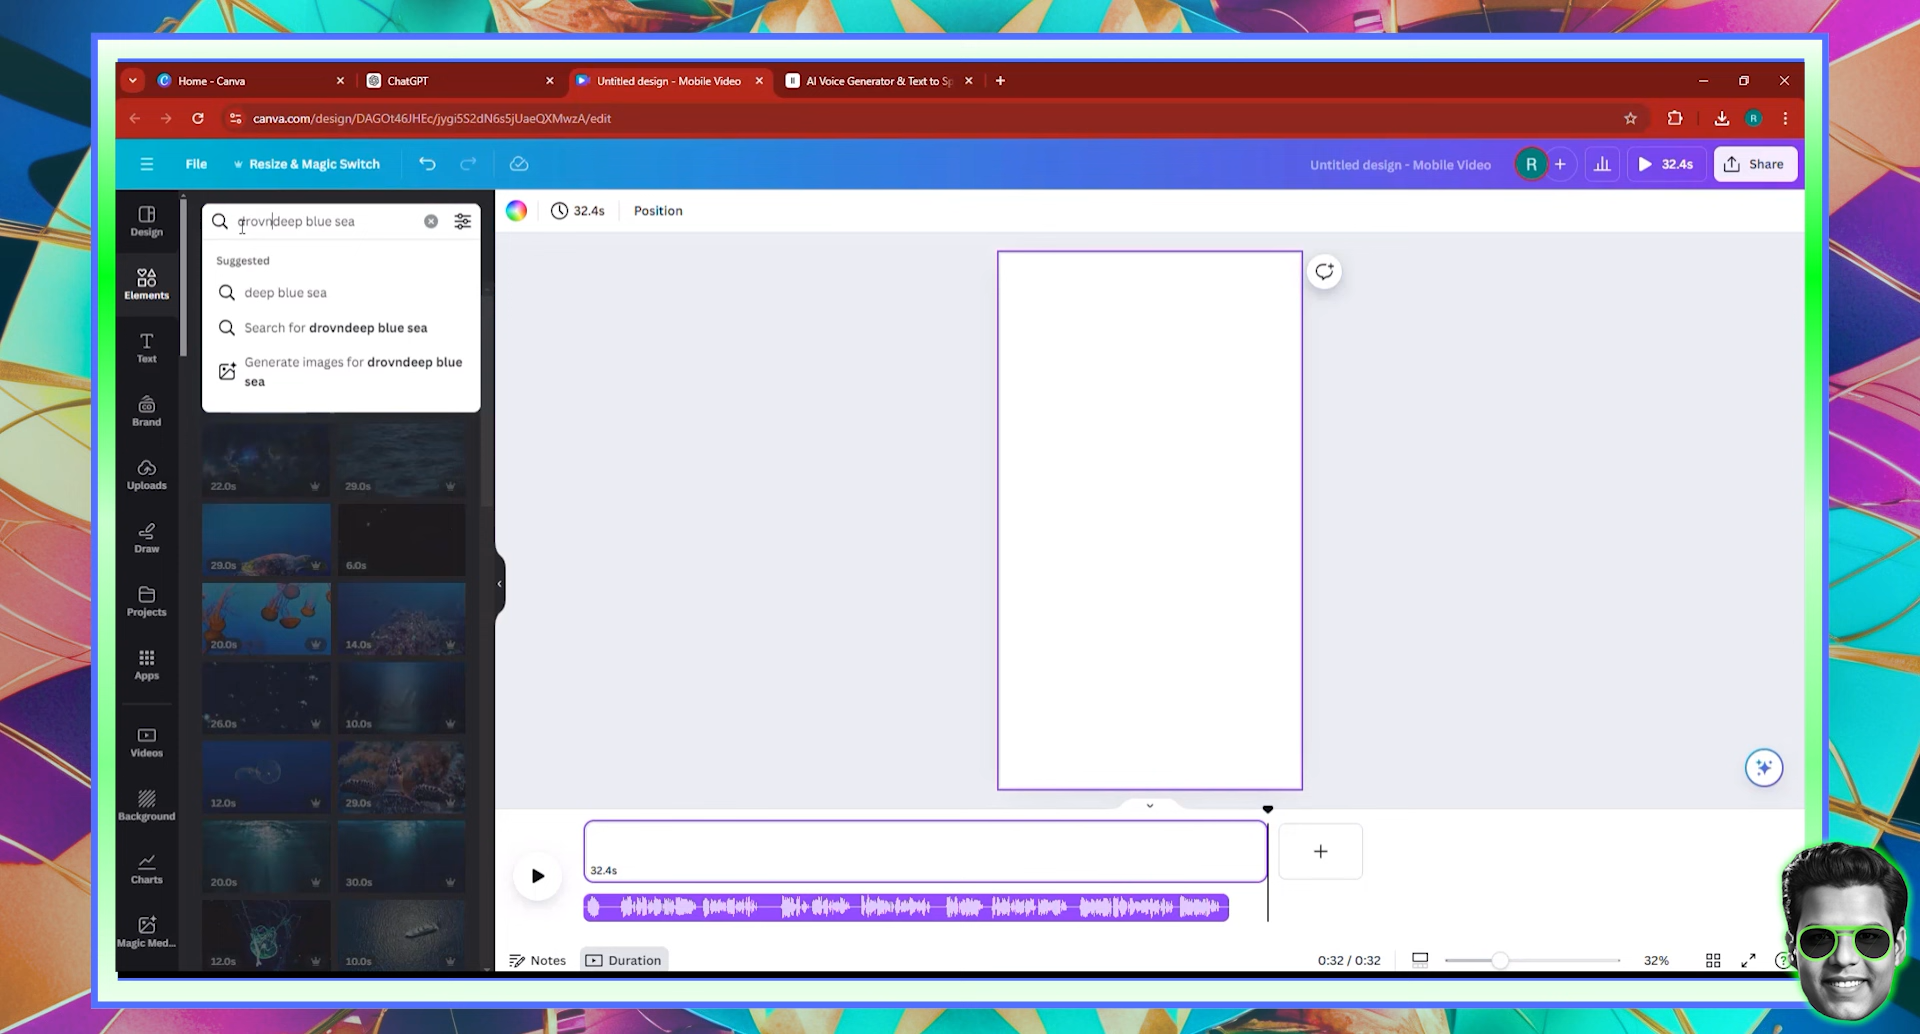 Home - Canva
ChatGPT
Untitled design - Mobile Video
AI Voice Generator & Text to Sp
canva.com/design/DAGOt46JHEc/jygi5S2dN6s5jUaeQXMwzA/edit
R
File
Resize & Magic Switch
Untitled design - Mobile Video
R
32.4s
Share
Design
Elements
Text
Brand
Uploads
Draw
Projects
Apps
Videos
Background
Charts
Magic Med...
drovndeep blue sea
Suggested
deep blue sea
Search for drovndeep blue sea
Generate images for drovndeep blue
sea
22.0s
29.0s
29.0s
6.0s
20.0s
14.0s
26.0s
10.0s
12.0s
29.0s
20.0s
30.0s
12.0s
10.0s
32.4s
Position
32.4s
Notes
Duration
0:32 / 0:32
32%